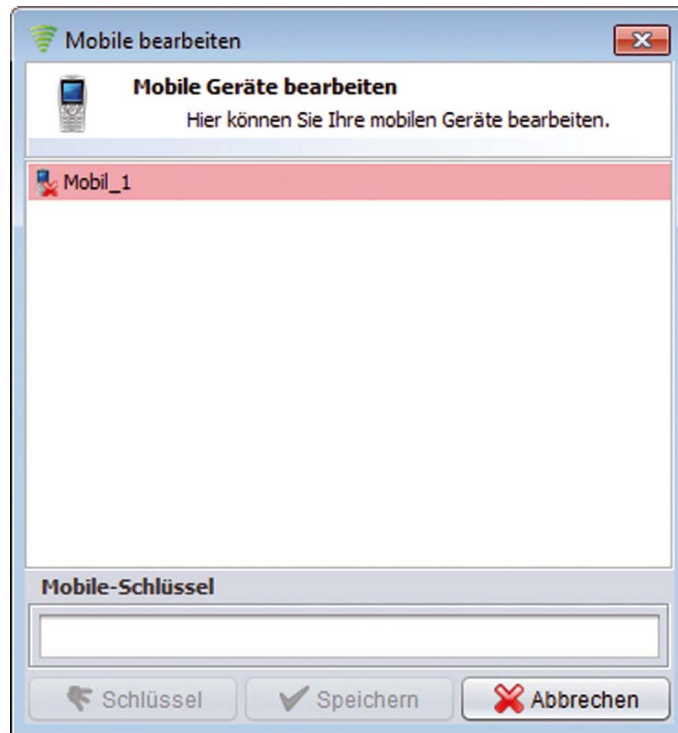 Mobile bearbeiten
Mobile Geräte bearbeiten
Hier können Sie Ihre mobilen Geräte bearbeiten.
Mobil_1
Mobile-Schlüssel
Schlüssel Speichern Abbrechen